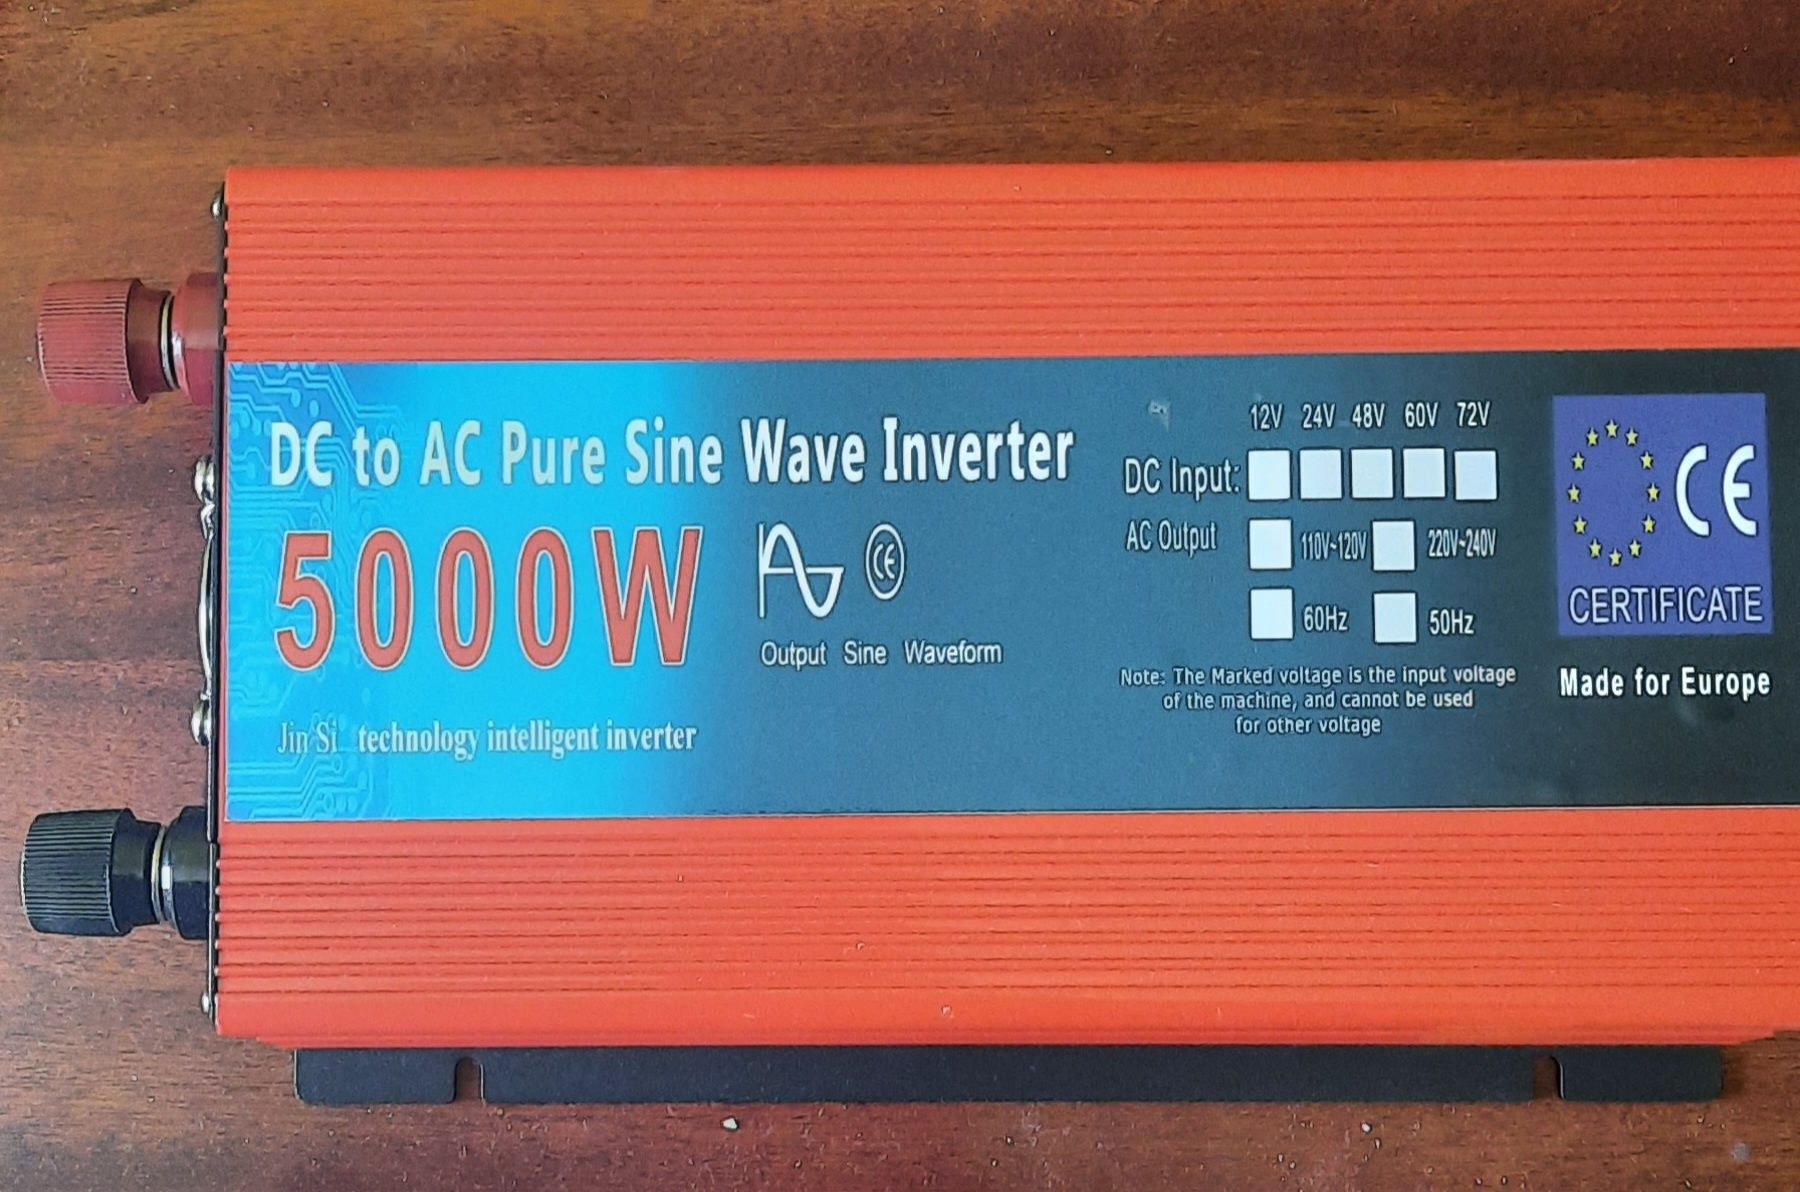 DC to AC Pure Sine Wave Inverter
5000W
CE
Output Sine Waveform
Jin Si technology intelligent inverter
12V 24V 48V 60V 72V
DC Input:
AC Output 110V~120V 220V~240V
60Hz 50Hz
Note: The Marked voltage is the input voltage
of the machine, and cannot be used
for other voltage
CE
CERTIFICATE
Made for Europe